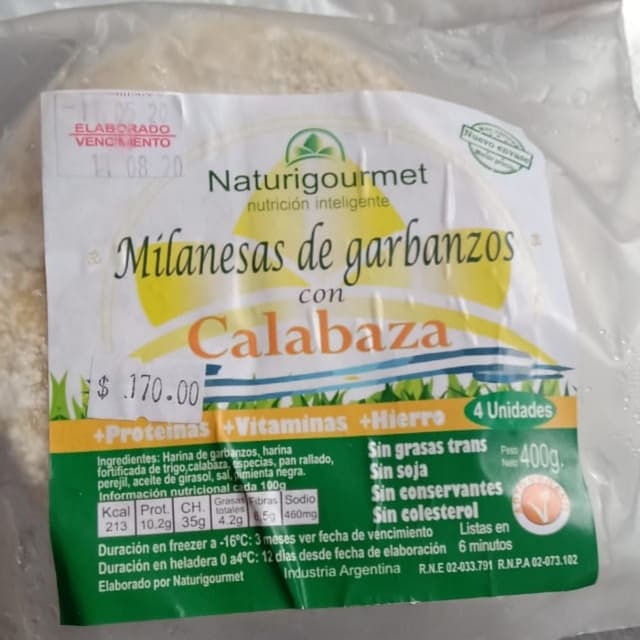 ELABORADO
VENCIMIENTO
11 08 20
Naturigourmet
nutrición inteligente
Nuevo envase
Milanesas de garbanzos
con
Calabaza
$ 170.00
+Proteínas +Vitaminas +Hierro
4 Unidades
Ingredientes: Harina de garbanzos, harina
fortificada de trigo,calabaza, especias, pan rallado,
perejil, aceite de girasol, sal, pimienta negra.
Información nutricional cada 100g
Kcal Prot. CH. Grasas totales Fibras Sodio
213 10,2g 35g 4.2g 8,5g 460mg
Sin grasas trans
Sin soja
Sin conservantes
Sin colesterol
Peso Neto 400g.
Duración en freezer a -16ºC: 3 meses ver fecha de vencimiento
Duración en heladera 0 a4ºC: 12 días desde fecha de elaboración
Listas en
6 minutos
Elaborado por Naturigourmet
Industria Argentina
R.N.E 02-033.791 R.N.P.A 02-073.102